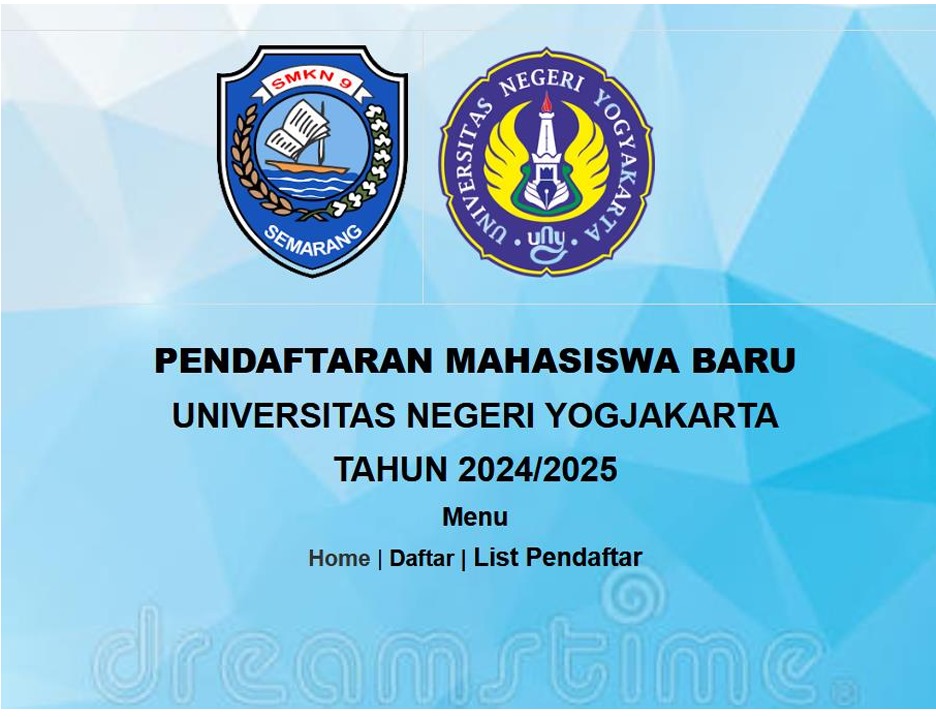 SMKN 9
SEMARANG
UNIVERSITAS NEGERI YOGYAKARTA
uny
PENDAFTARAN MAHASISWA BARU
UNIVERSITAS NEGERI YOGJAKARTA
TAHUN 2024/2025
Menu
Home | Daftar | List Pendaftar
dreamstime